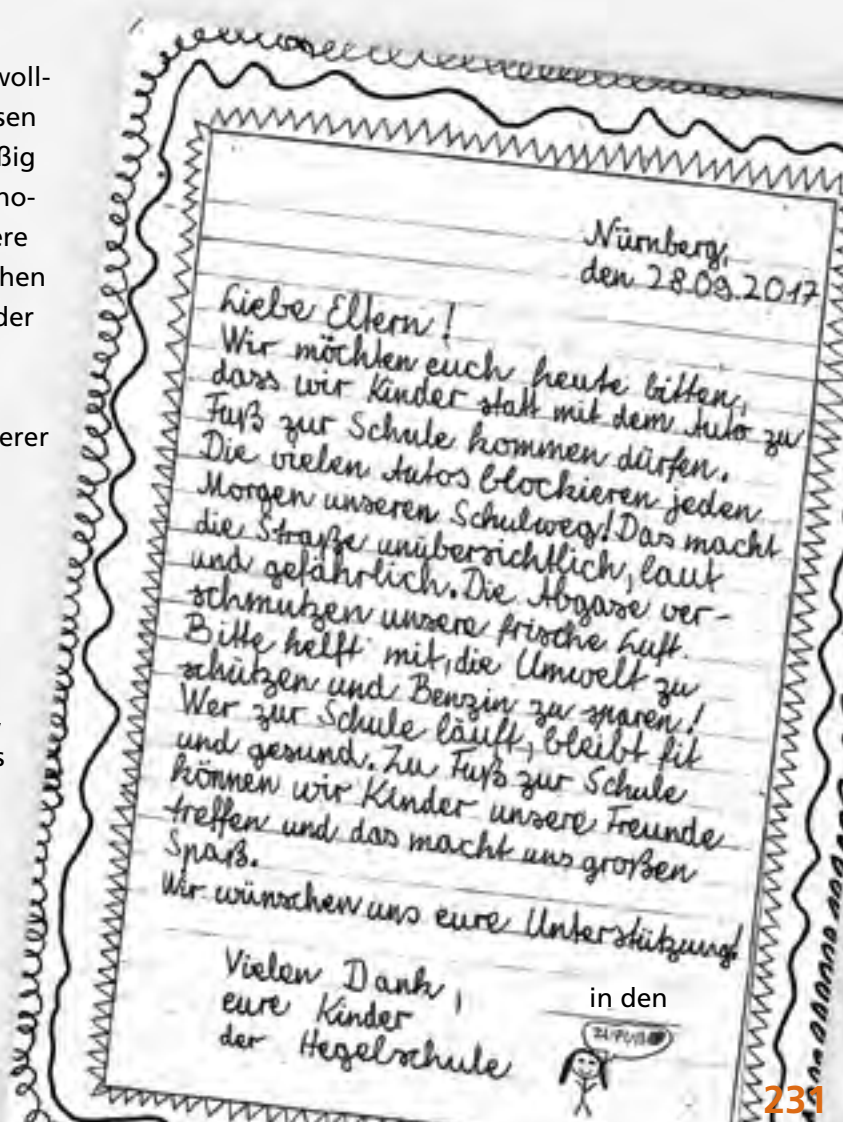 woll-
sen
ßig
no-
ere
hen
der
erer
s
Nürnberg,
den 28.09.2017
Liebe Eltern!
Wir möchten euch heute bitten,
dass wir Kinder statt mit dem Auto zu
Fuß zur Schule kommen dürfen.
Die vielen Autos blockieren jeden
Morgen unseren Schulweg! Das macht
die Straße unübersichtlich, laut
und gefährlich. Die Abgase ver-
schmutzen unsere frische Luft.
Bitte helft mit, die Umwelt zu
schützen und Benzin zu sparen!
Wer zur Schule läuft, bleibt fit
und gesund. Zu Fuß zur Schule
können wir Kinder unsere Freunde
treffen und das macht uns großen
Spaß.
Wir wünschen uns eure Unterstützung!
Vielen Dank,
eure Kinder
der Hegelschule
in den
ZU FUß
231